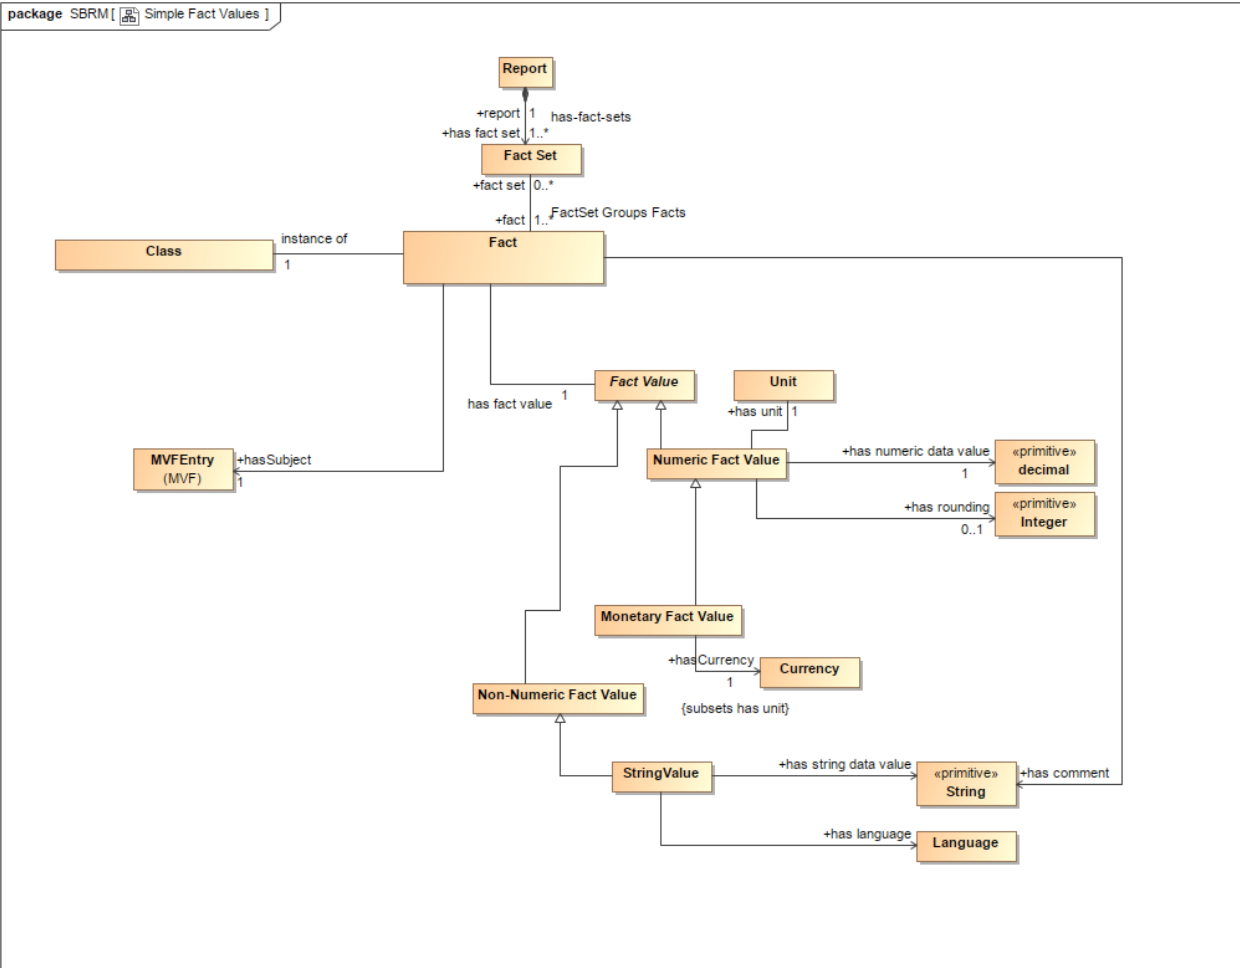 package SBRM [ Simple Fact Values ]
Report
+report 1
has-fact-sets
+has fact set 1..*
Fact Set
+fact set 0..*
FactSet Groups Facts
+fact 1..*
instance of
Class
1
Fact
Fact Value
Unit
has fact value 1
+has unit 1
MVFEntry
(MVF)
+hasSubject
1
Numeric Fact Value
+has numeric data value
1
«primitive»
decimal
+has rounding
0..1
«primitive»
Integer
Monetary Fact Value
+hasCurrency
1
Currency
{subsets has unit}
Non-Numeric Fact Value
StringValue
+has string data value
«primitive»
String
+has comment
+has language
Language